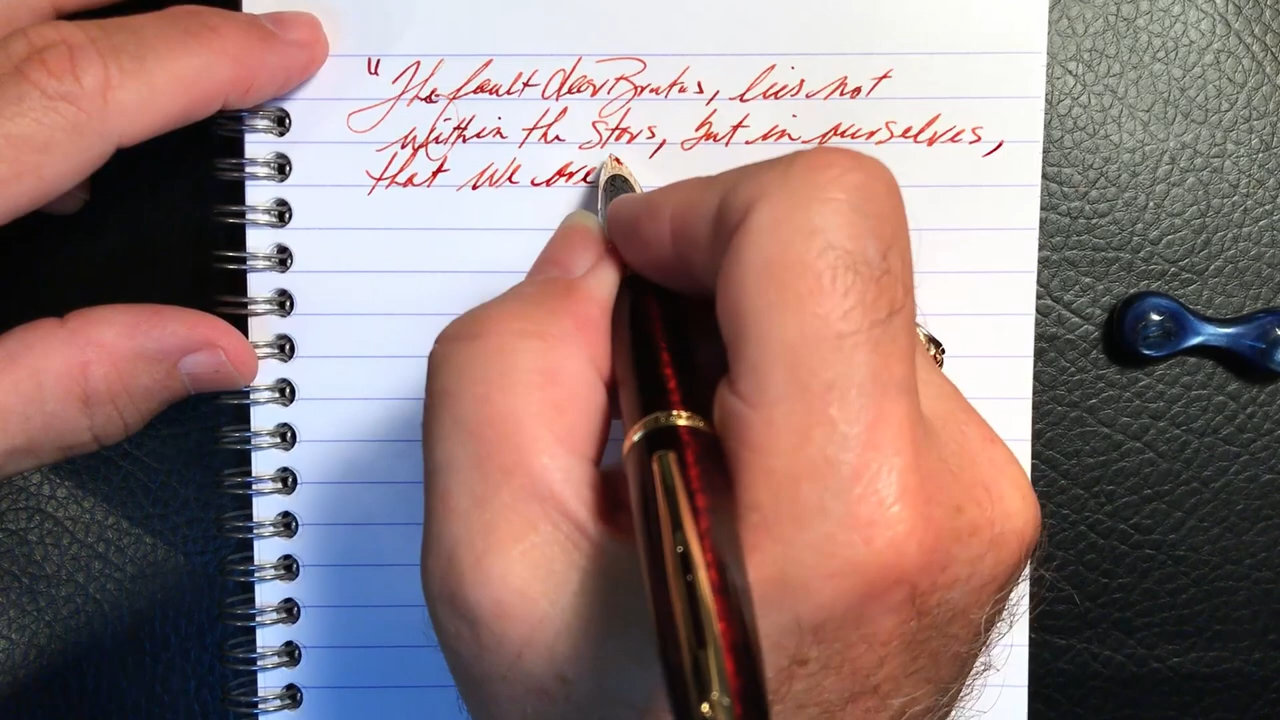 "The fault dear Brutus, lies not
within the stars, but in ourselves,
that we are